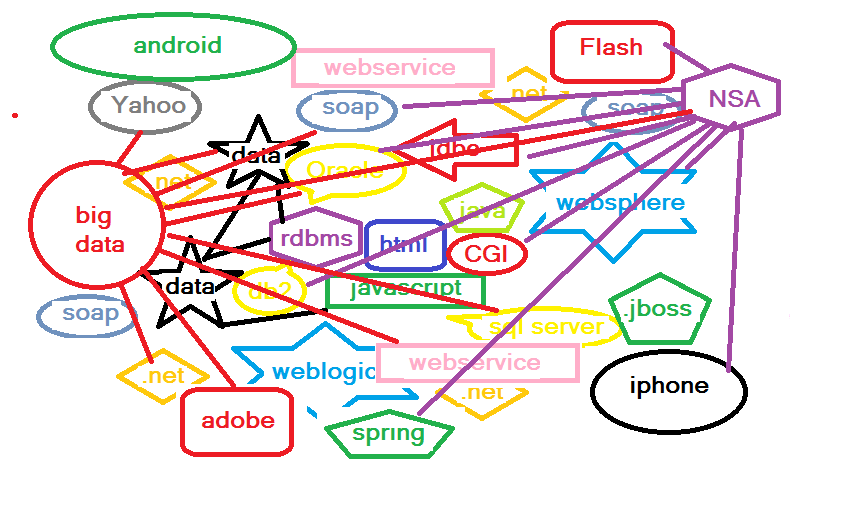 android
Flash
webservice
Yahoo
soap
.net
soap
NSA
data
Oracle
jdbc
.net
java
websphere
big
data
rdbms
html
CGI
data
db2
javascript
soap
sql server
.jboss
.net
weblogic
webservice
.net
iphone
adobe
spring